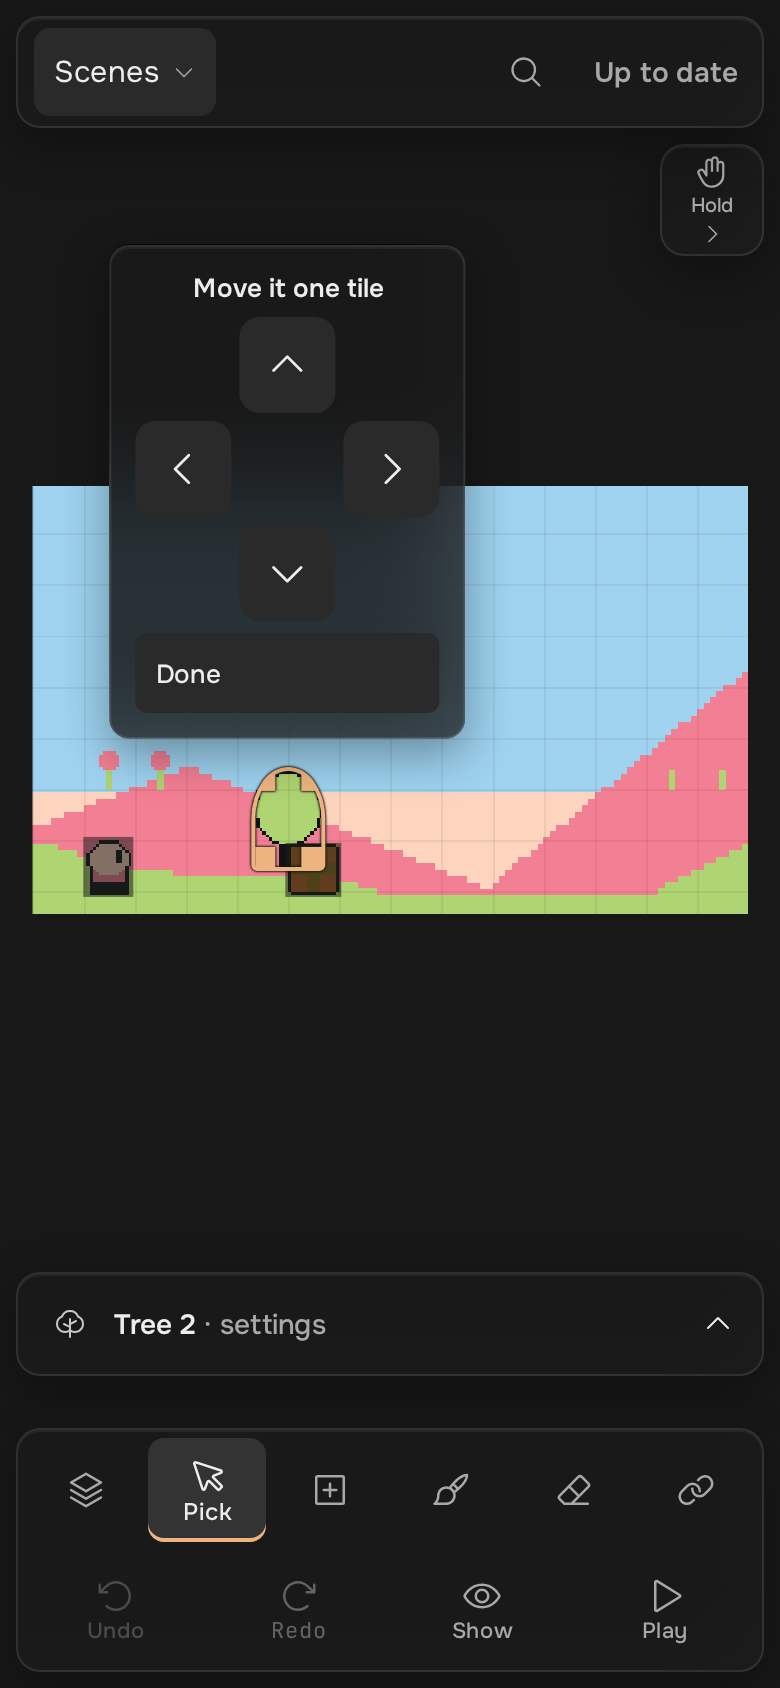 Scenes
Up to date
Hold
Move it one tile
Done
Tree 2 · settings
Pick
Undo
Redo
Show
Play